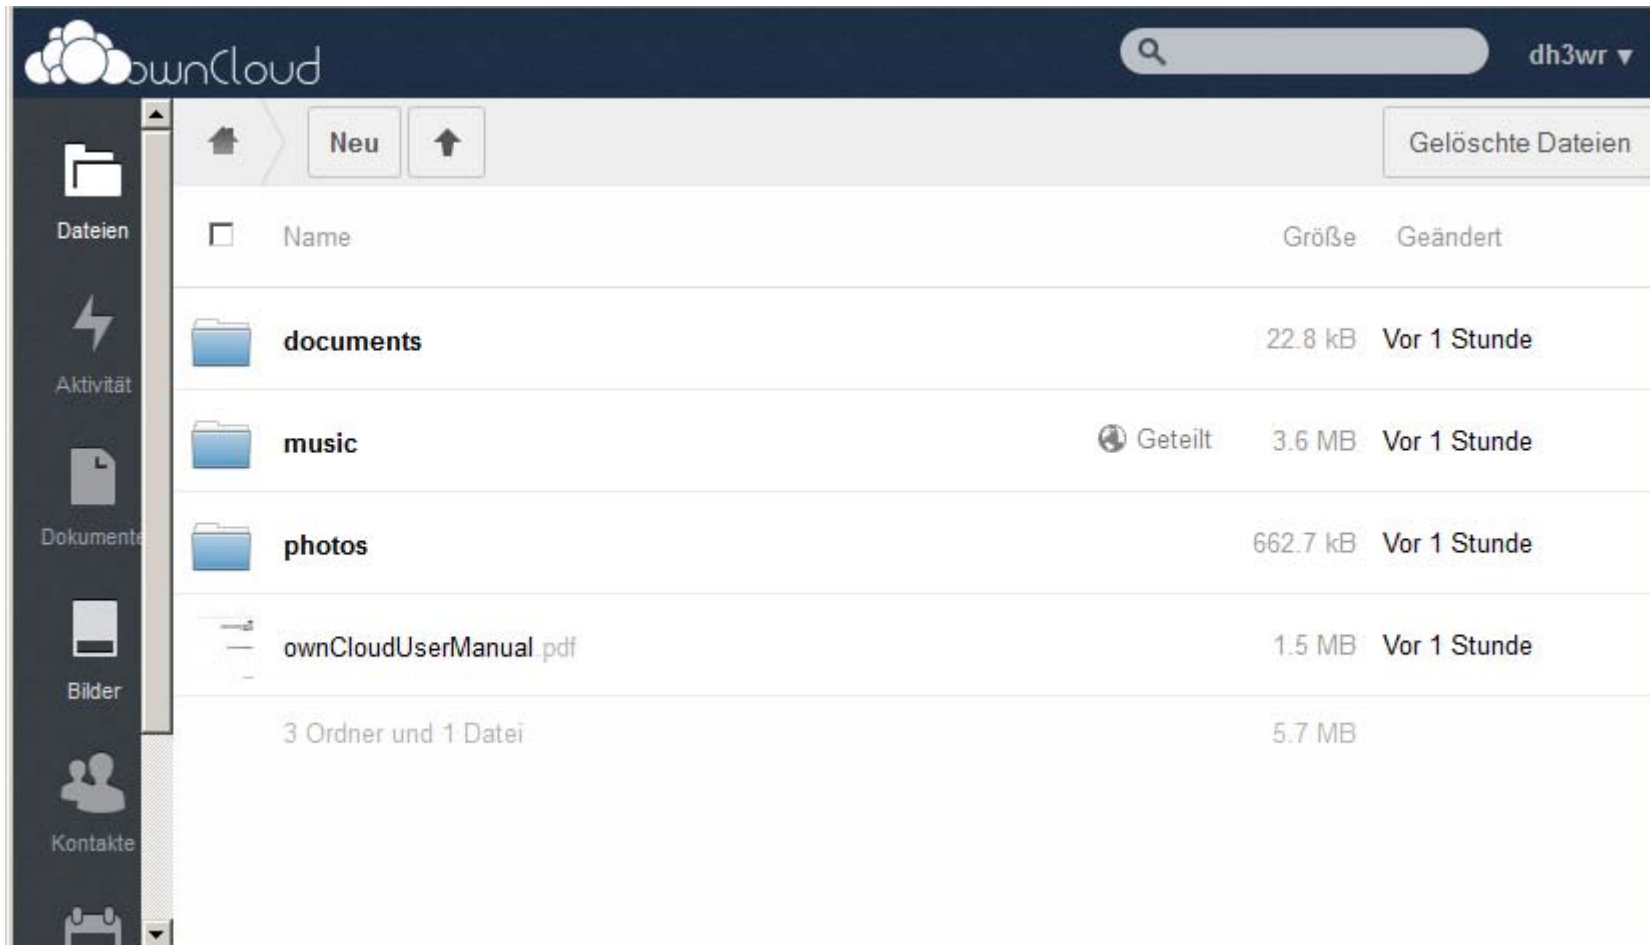 ownCloud
dh3wr
Neu
Gelöschte Dateien
Dateien
Name Größe Geändert
documents 22.8 kB Vor 1 Stunde
Aktivität
music Geteilt 3.6 MB Vor 1 Stunde
Dokumente
photos 662.7 kB Vor 1 Stunde
ownCloudUserManual.pdf 1.5 MB Vor 1 Stunde
Bilder
3 Ordner und 1 Datei 5.7 MB
Kontakte